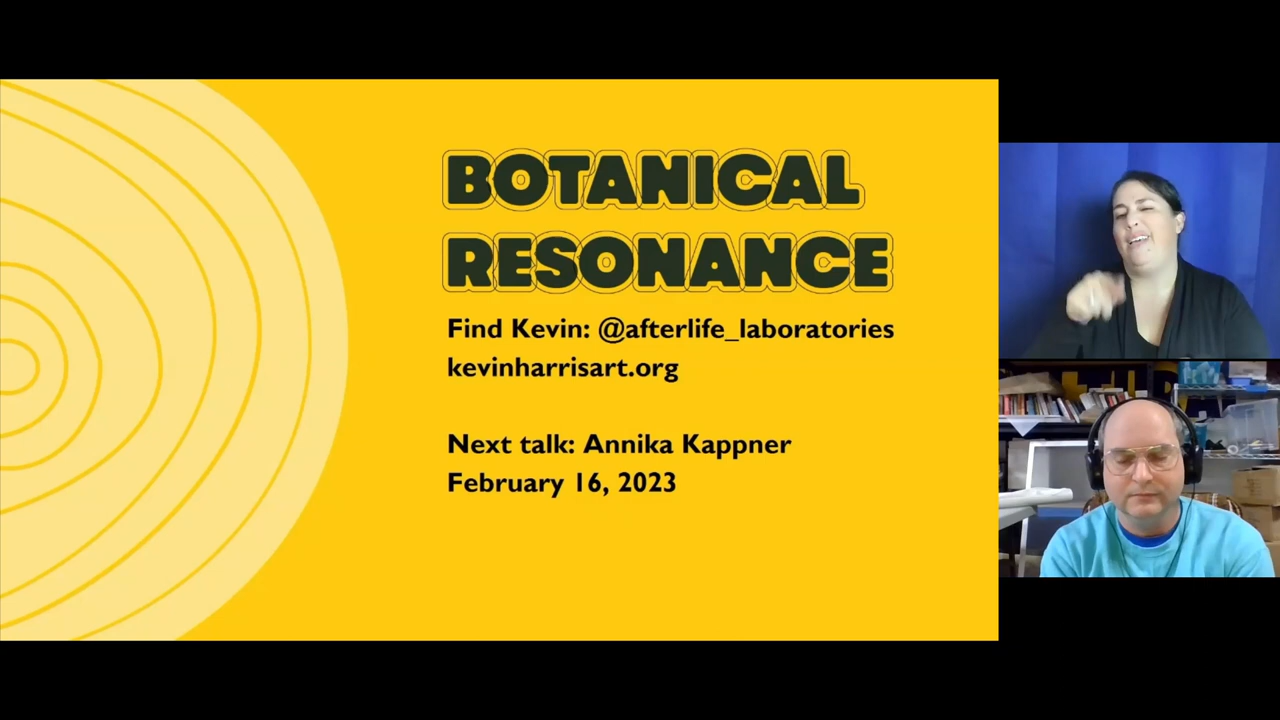 BOTANICAL
RESONANCE
Find Kevin: @afterlife_laboratories
kevinharrisart.org
Next talk: Annika Kappner
February 16, 2023